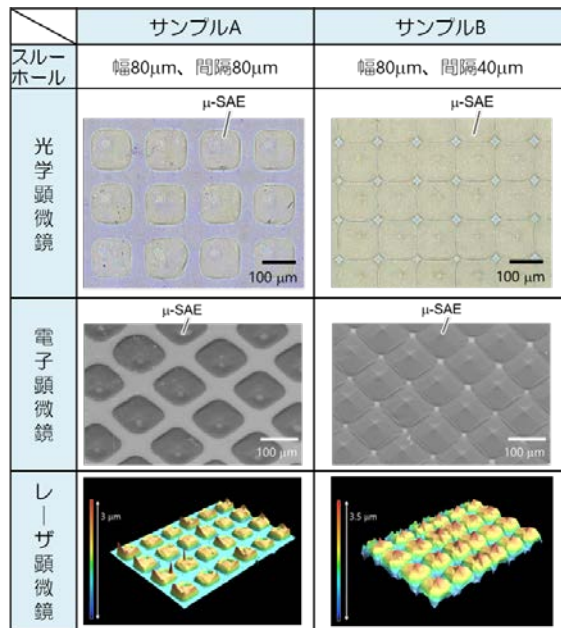 サンプルA
サンプルB
スルーホール
幅80μm、間隔80μm
幅80μm、間隔40μm
光学顕微鏡
μ-SAE
100 μm
μ-SAE
100 μm
電子顕微鏡
μ-SAE
100 μm
μ-SAE
100 μm
レーザ顕微鏡
3 μm
3.5 μm